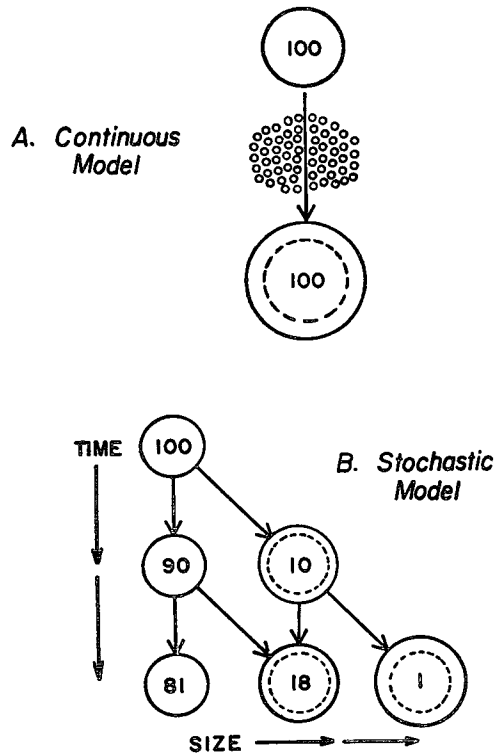 100
A. Continuous
Model
100
TIME
100
B. Stochastic
Model
90
10
81
18
1
SIZE